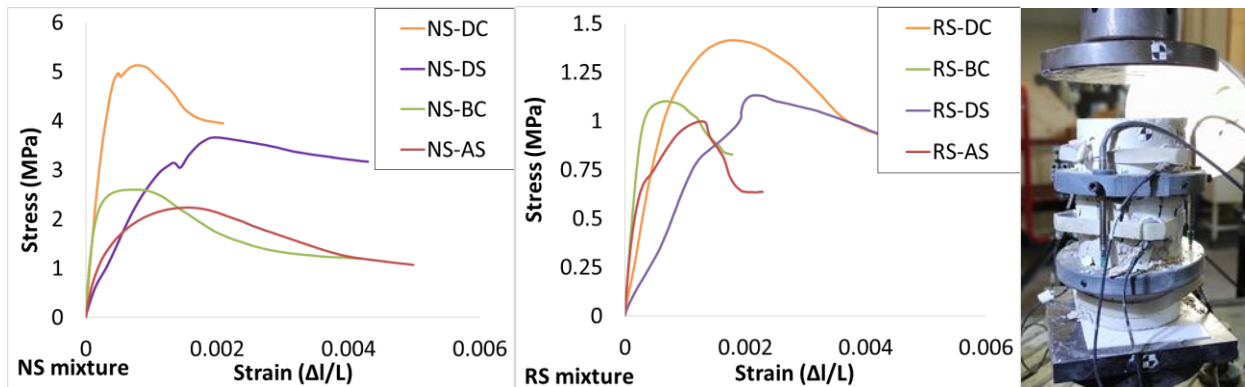 6
5
4
3
2
1
0
Stress (MPa)
0
0.002
0.004
0.006
NS mixture
Strain (Δl/L)
NS-DC
NS-DS
NS-BC
NS-AS
1.5
1.25
1
0.75
0.5
0.25
0
Stress (MPa)
0
0.002
0.004
0.006
RS mixture
Strain (Δl/L)
RS-DC
RS-BC
RS-DS
RS-AS